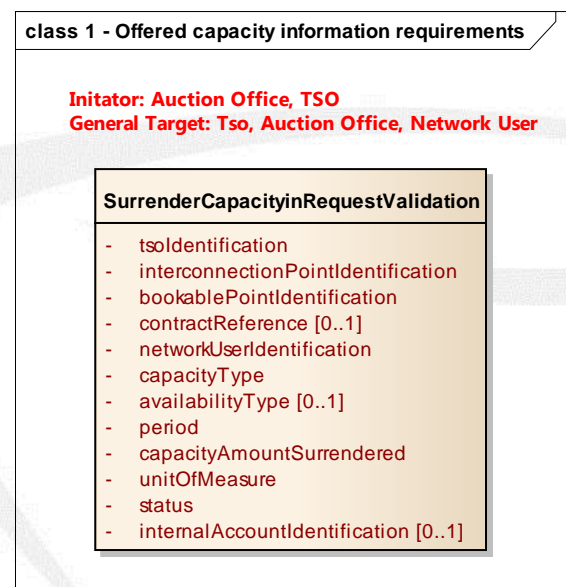 class 1 - Offered capacity information requirements
Initator: Auction Office, TSO
General Target: Tso, Auction Office, Network User
SurrenderCapacityinRequestValidation
- tsoIdentification
- interconnectionPointIdentification
- bookablePointIdentification
- contractReference [0..1]
- networkUserIdentification
- capacityType
- availabilityType [0..1]
- period
- capacityAmountSurrendered
- unitOfMeasure
- status
- internalAccountIdentification [0..1]